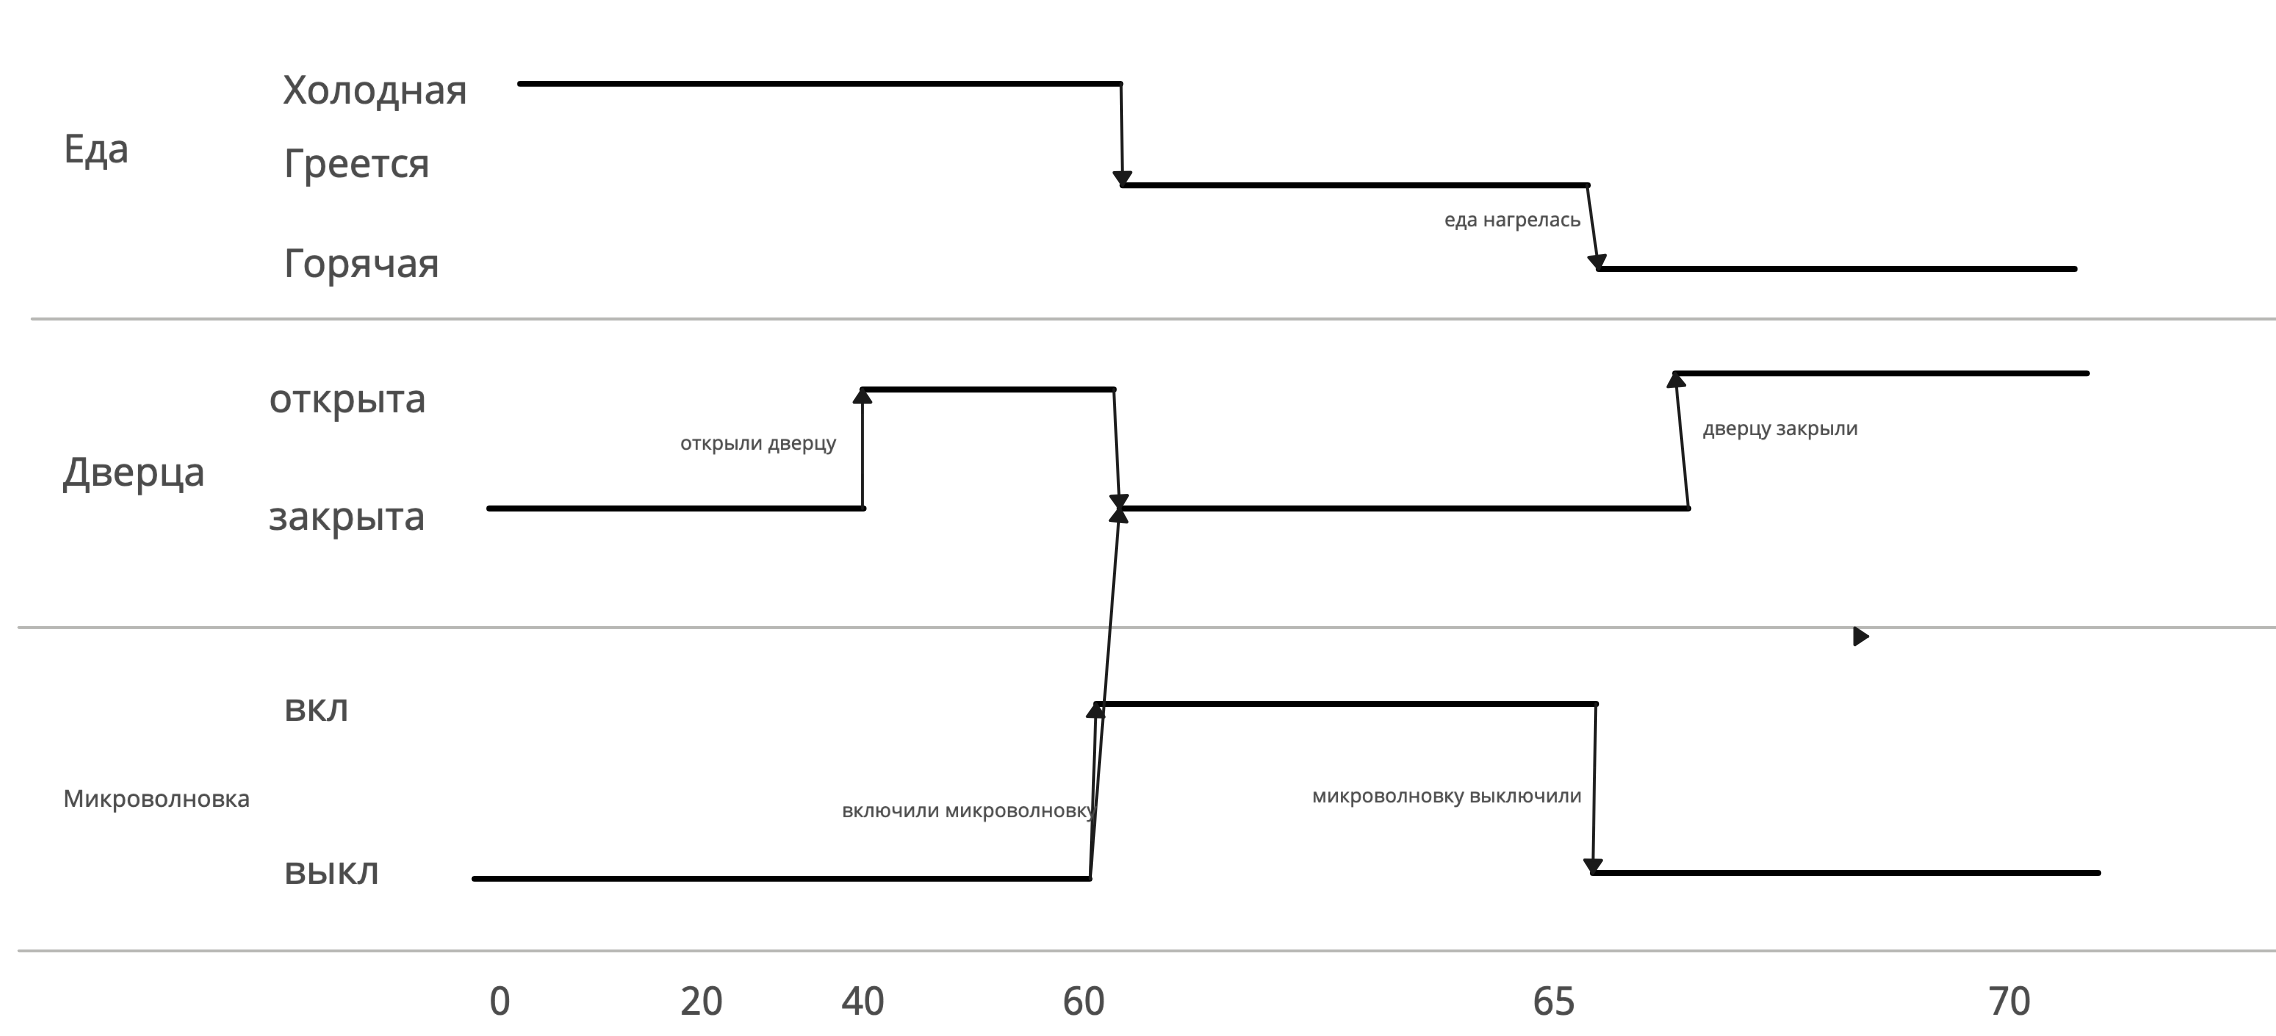 Холодная
Еда
Греется
еда нагрелась
Горячая
открыта
открыли дверцу
дверцу закрыли
Дверца
закрыта
вкл
Микроволновка
включили микроволновку
микроволновку выключили
выкл
0 20 40 60 65 70